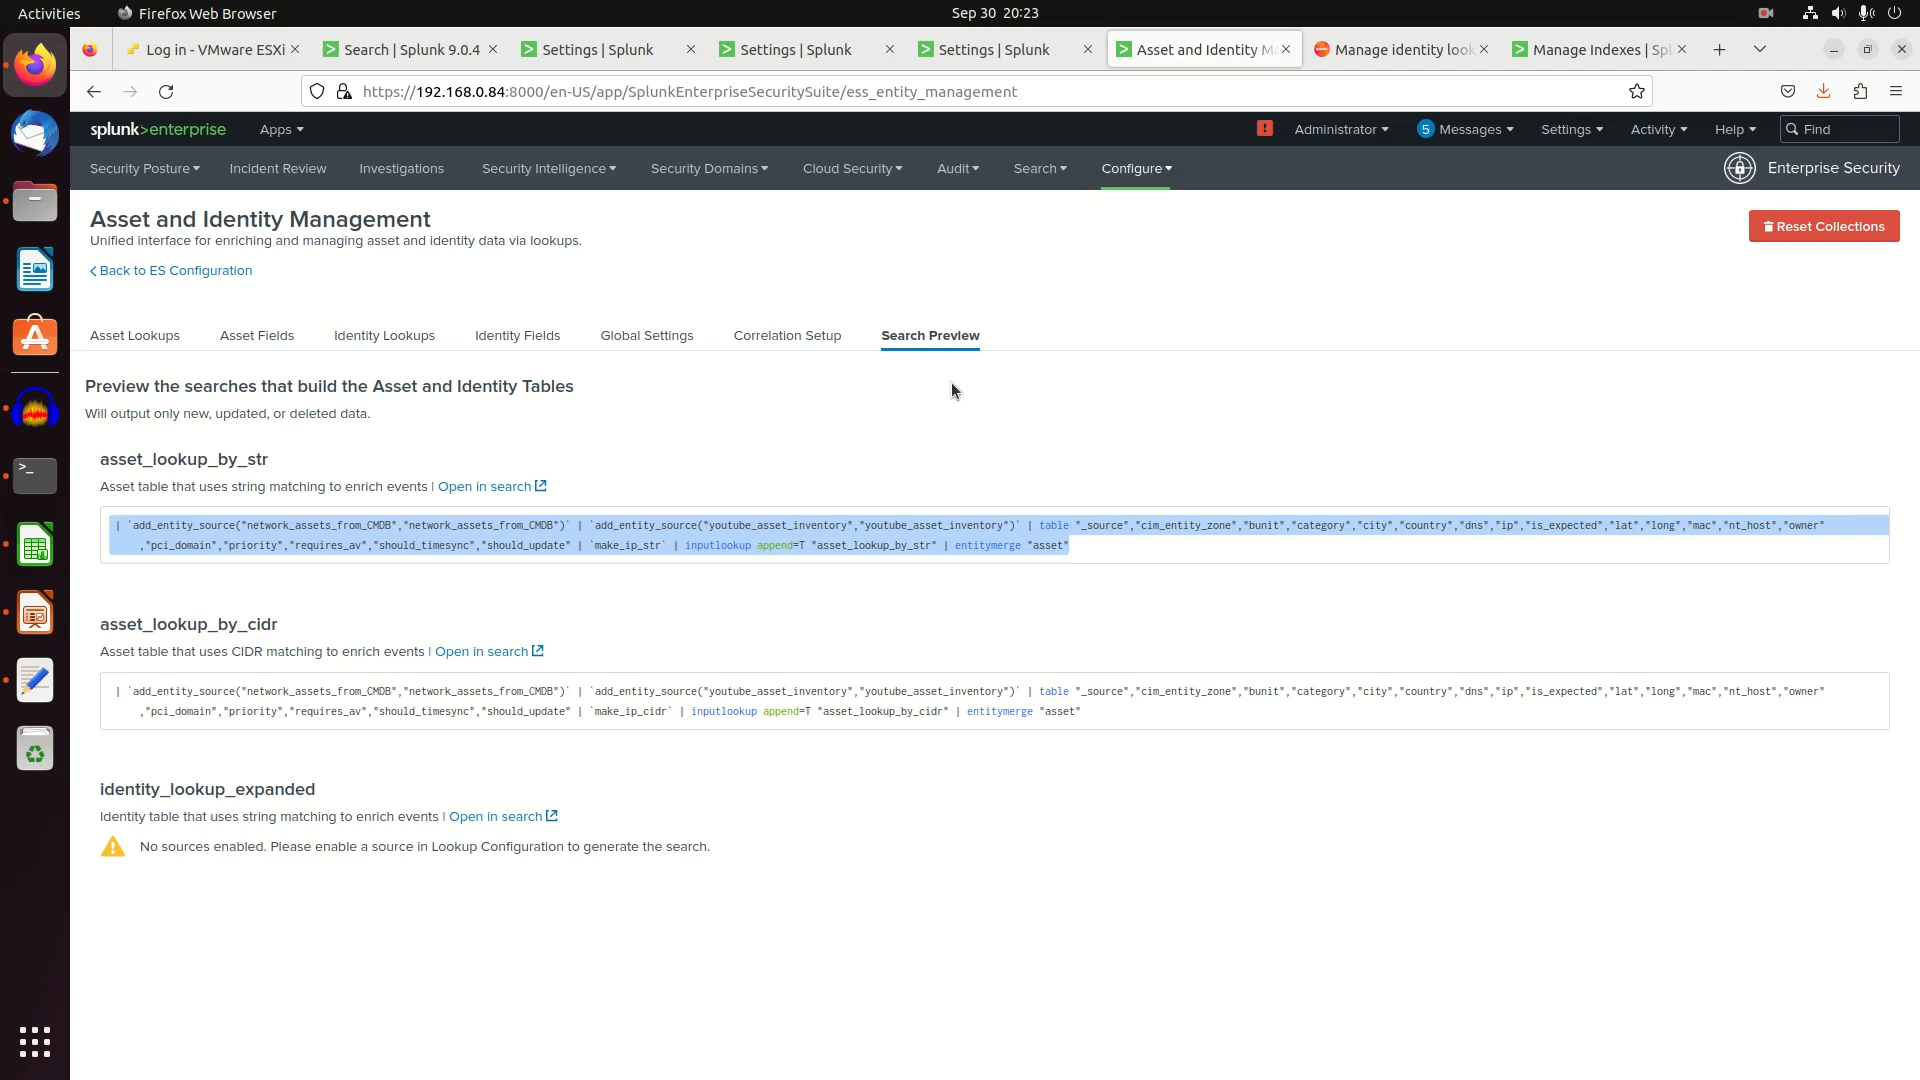 Activities
Firefox Web Browser
Sep 30 20:23
Log in - VMware ESXi
Search | Splunk 9.0.4
Settings | Splunk
Settings | Splunk
Settings | Splunk
Asset and Identity M
Manage identity look
Manage Indexes | Spl
https://192.168.0.84:8000/en-US/app/SplunkEnterpriseSecuritySuite/ess_entity_management
splunk>enterprise
Apps
!
Administrator
5 Messages
Settings
Activity
Help
Find
Security Posture
Incident Review
Investigations
Security Intelligence
Security Domains
Cloud Security
Audit
Search
Configure
Enterprise Security
Asset and Identity Management
Unified interface for enriching and managing asset and identity data via lookups.
Reset Collections
Back to ES Configuration
Asset Lookups
Asset Fields
Identity Lookups
Identity Fields
Global Settings
Correlation Setup
Search Preview
Preview the searches that build the Asset and Identity Tables
Will output only new, updated, or deleted data.
asset_lookup_by_str
Asset table that uses string matching to enrich events | Open in search
| `add_entity_source("network_assets_from_CMDB","network_assets_from_CMDB")` | `add_entity_source("youtube_asset_inventory","youtube_asset_inventory")` | table "_source","cim_entity_zone","bunit","category","city","country","dns","ip","is_expected","lat","long","mac","nt_host","owner"
,"pci_domain","priority","requires_av","should_timesync","should_update" | `make_ip_str` | inputlookup append=T "asset_lookup_by_str" | entitymerge "asset"
asset_lookup_by_cidr
Asset table that uses CIDR matching to enrich events | Open in search
| `add_entity_source("network_assets_from_CMDB","network_assets_from_CMDB")` | `add_entity_source("youtube_asset_inventory","youtube_asset_inventory")` | table "_source","cim_entity_zone","bunit","category","city","country","dns","ip","is_expected","lat","long","mac","nt_host","owner"
,"pci_domain","priority","requires_av","should_timesync","should_update" | `make_ip_cidr` | inputlookup append=T "asset_lookup_by_cidr" | entitymerge "asset"
identity_lookup_expanded
Identity table that uses string matching to enrich events | Open in search
No sources enabled. Please enable a source in Lookup Configuration to generate the search.